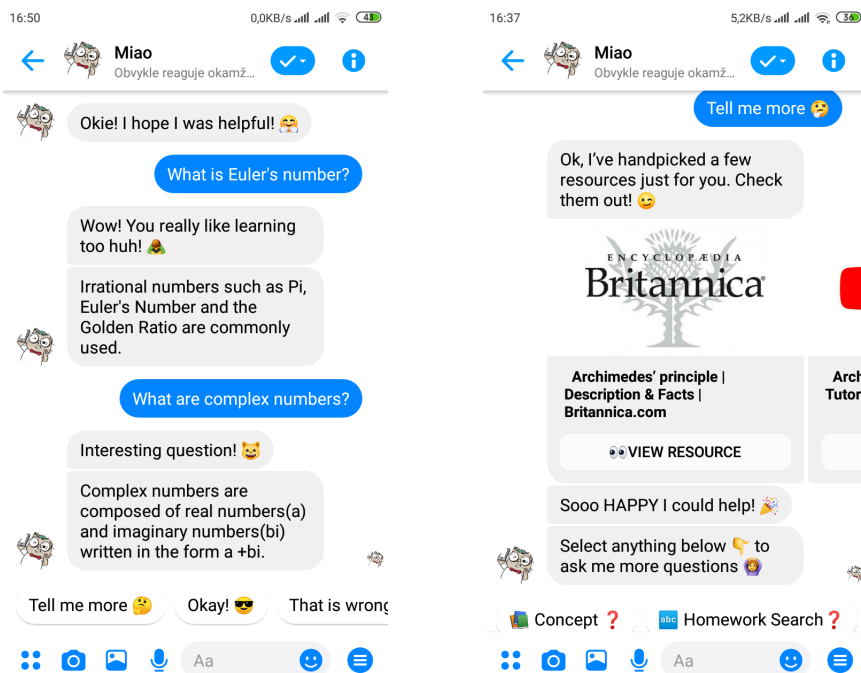 16:50
0,0KB/s
43
Miao
Obvykle reaguje okamž...
Okie! I hope I was helpful! 🤗
What is Euler's number?
Wow! You really like learning
too huh!
Irrational numbers such as Pi,
Euler's Number and the
Golden Ratio are commonly
used.
What are complex numbers?
Interesting question! 😺
Complex numbers are
composed of real numbers(a)
and imaginary numbers(bi)
written in the form a +bi.
Tell me more 🤔
Okay! 😎
That is wrong
Aa
16:37
5,2KB/s
36
Miao
Obvykle reaguje okamž...
Tell me more 🤔
Ok, I've handpicked a few
resources just for you. Check
them out! 😉
ENCYCLOPÆDIA
Britannica
Archimedes' principle |
Description & Facts |
Britannica.com
👀VIEW RESOURCE
Arch
Tutor
Sooo HAPPY I could help! 🎉
Select anything below 👇 to
ask me more questions 🙆‍♀️
📚 Concept ❓
abc Homework Search ❓
Aa